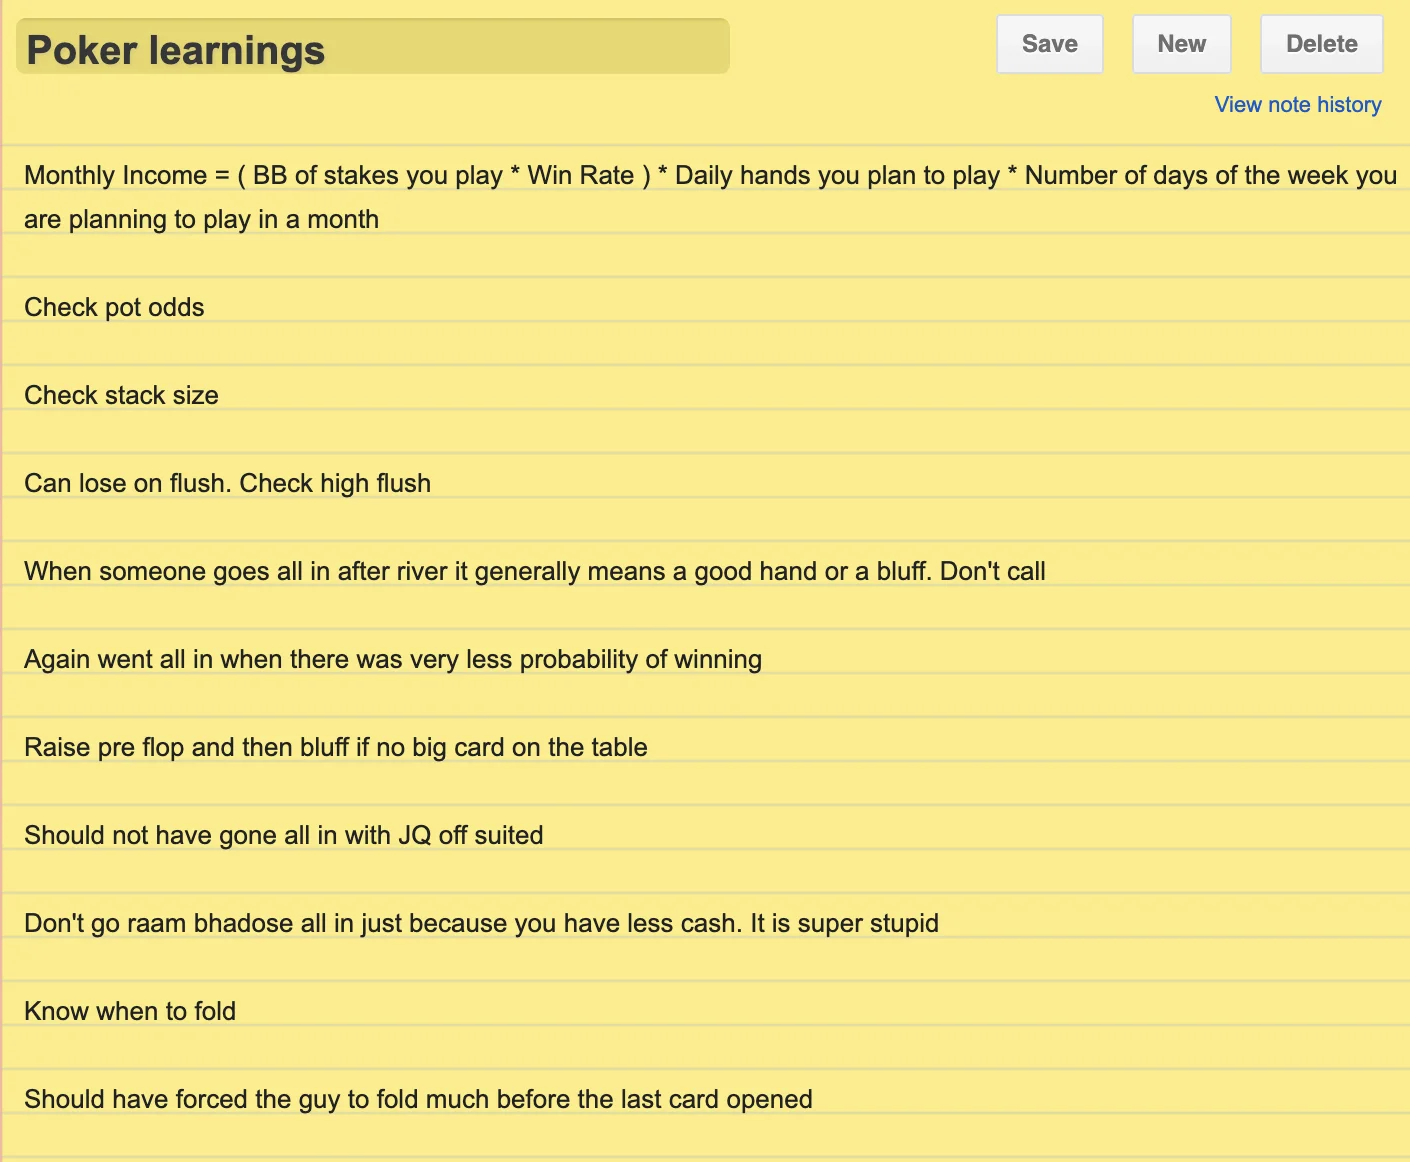 Poker learnings
Save
New
Delete
View note history
Monthly Income = ( BB of stakes you play * Win Rate ) * Daily hands you plan to play * Number of days of the week you
are planning to play in a month
Check pot odds
Check stack size
Can lose on flush. Check high flush
When someone goes all in after river it generally means a good hand or a bluff. Don't call
Again went all in when there was very less probability of winning
Raise pre flop and then bluff if no big card on the table
Should not have gone all in with JQ off suited
Don't go raam bhadose all in just because you have less cash. It is super stupid
Know when to fold
Should have forced the guy to fold much before the last card opened